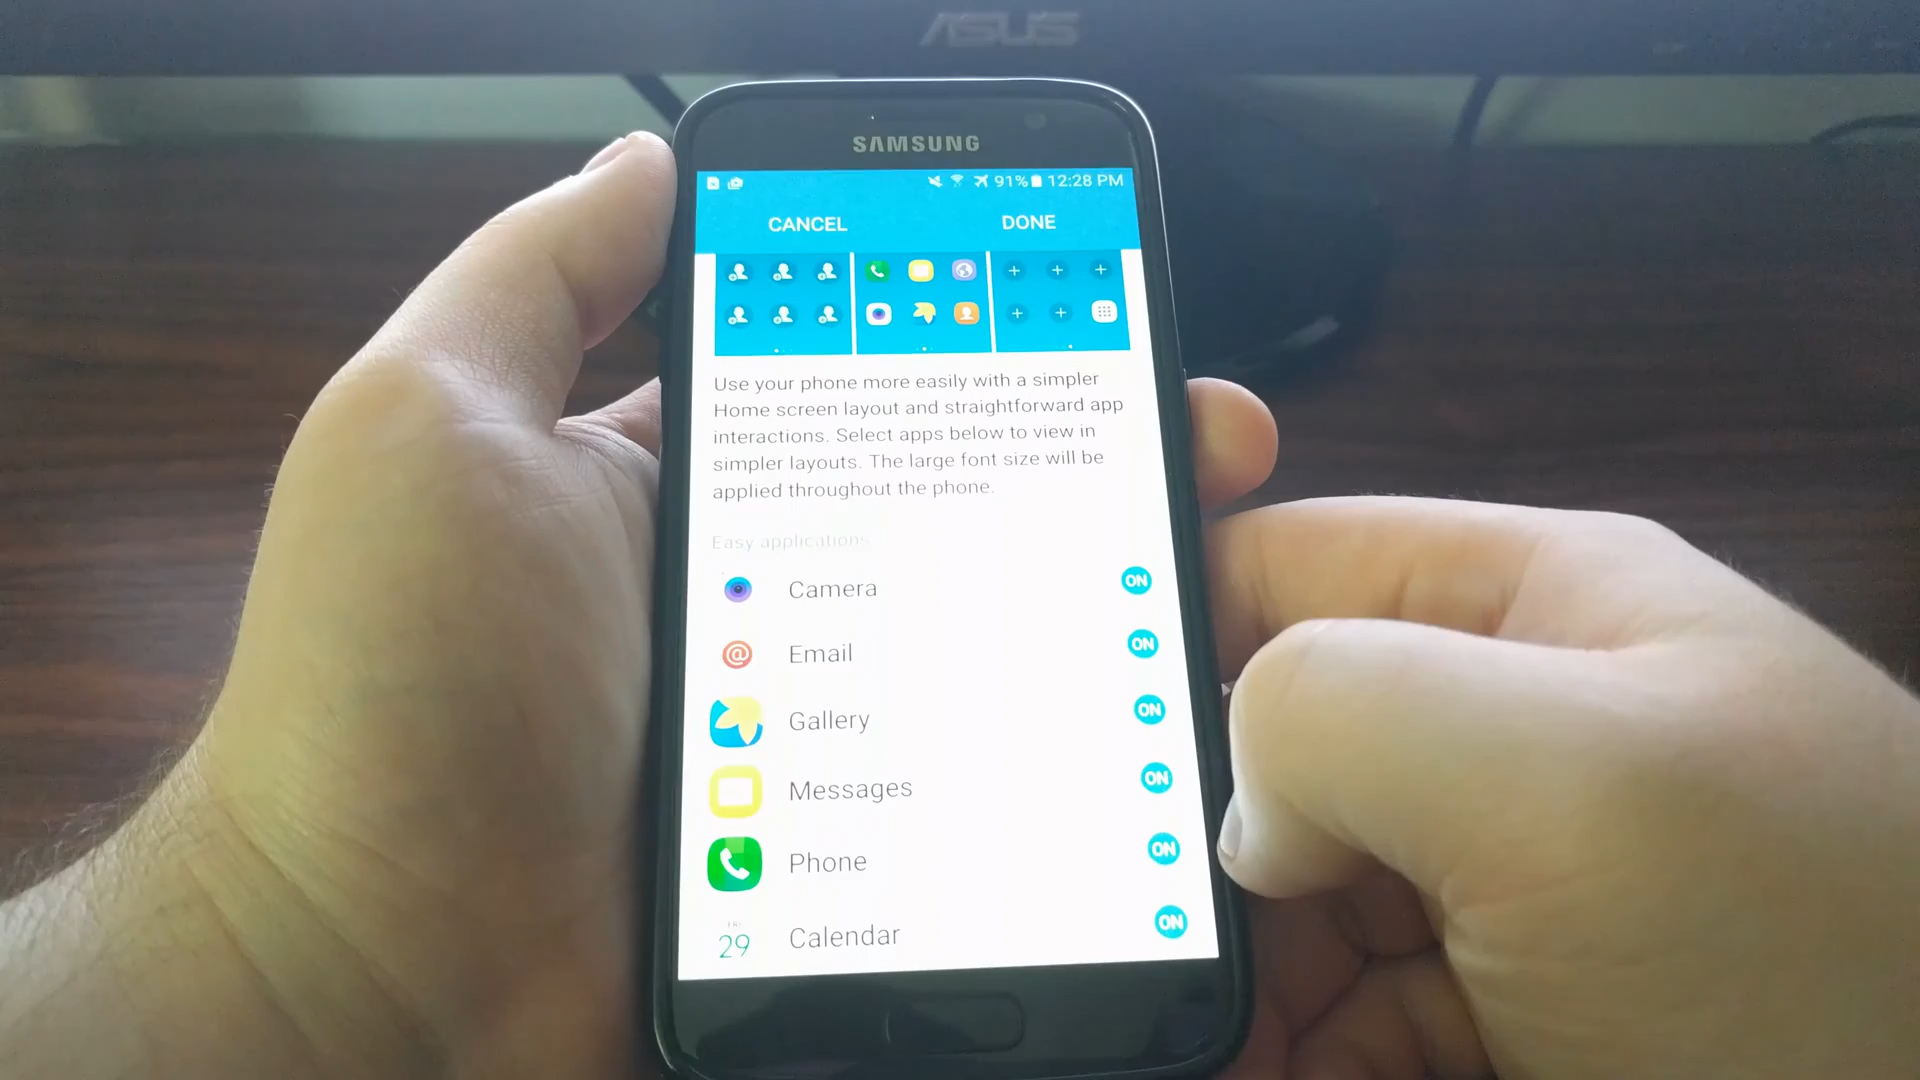 ASUS
SAMSUNG
91% 12:28 PM
CANCEL DONE
Use your phone more easily with a simpler
Home screen layout and straightforward app
interactions. Select apps below to view in
simpler layouts. The large font size will be
applied throughout the phone.
Easy applications
Camera ON
Email ON
Gallery ON
Messages ON
Phone ON
FRI
29 Calendar ON